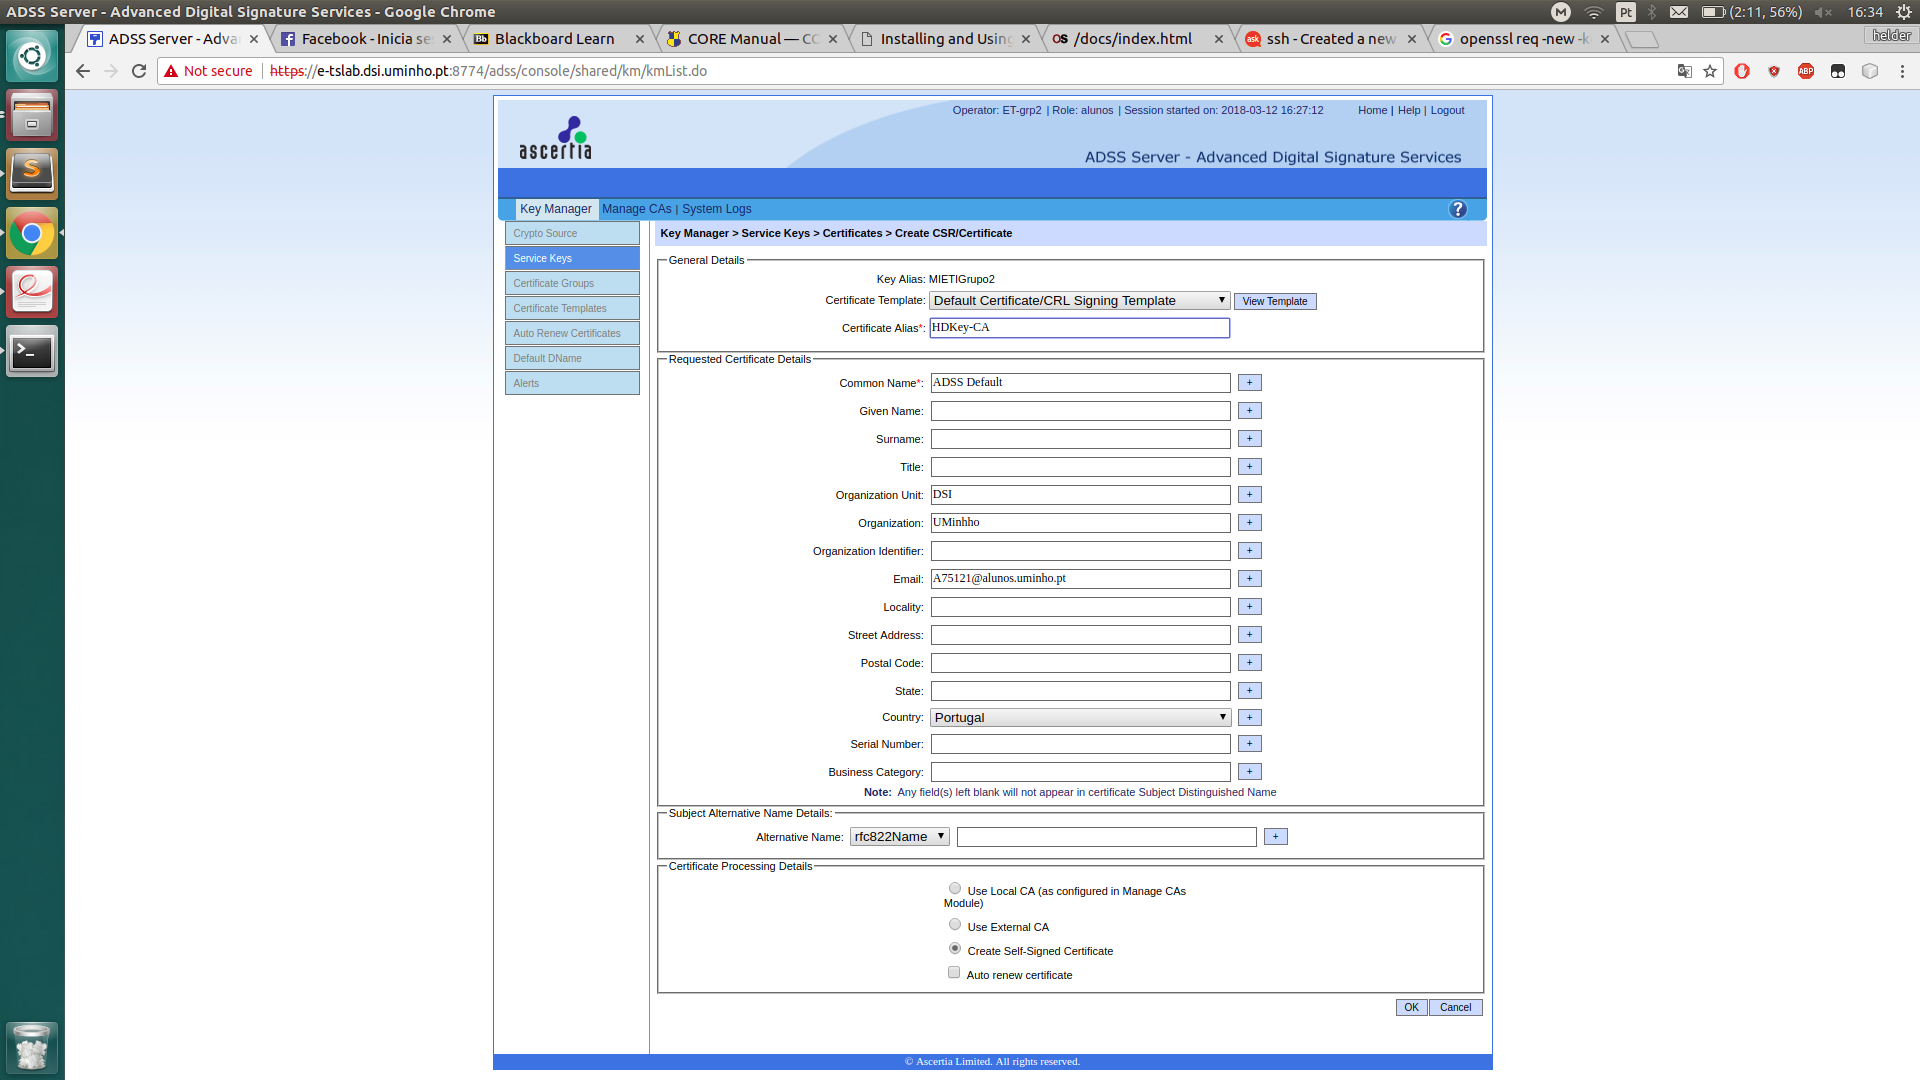 ADSS Server - Advanced Digital Signature Services - Google Chrome
M Pt (2:11, 56%) 16:34
ADSS Server - Adva
Facebook - Inicia se
Blackboard Learn
CORE Manual — CO
Installing and Using
/docs/index.html
ssh - Created a new
openssl req -new -k
helder
Not secure https://e-tslab.dsi.uminho.pt:8774/adss/console/shared/km/kmList.do
ABP
Operator: ET-grp2 | Role: alunos | Session started on: 2018-03-12 16:27:12 Home | Help | Logout
ascertia
ADSS Server - Advanced Digital Signature Services
Key Manager Manage CAs | System Logs
?
Crypto Source
Service Keys
Certificate Groups
Certificate Templates
Auto Renew Certificates
Default DName
Alerts
Key Manager > Service Keys > Certificates > Create CSR/Certificate
General Details
Key Alias: MIETIGrupo2
Certificate Template: Default Certificate/CRL Signing Template View Template
Certificate Alias*: HDKey-CA
Requested Certificate Details
Common Name*: ADSS Default +
Given Name: +
Surname: +
Title: +
Organization Unit: DSI +
Organization: UMinhho +
Organization Identifier: +
Email: A75121@alunos.uminho.pt +
Locality: +
Street Address: +
Postal Code: +
State: +
Country: Portugal +
Serial Number: +
Business Category: +
Note: Any field(s) left blank will not appear in certificate Subject Distinguished Name
Subject Alternative Name Details:
Alternative Name: rfc822Name +
Certificate Processing Details
Use Local CA (as configured in Manage CAs
Module)
Use External CA
Create Self-Signed Certificate
Auto renew certificate
OK Cancel
© Ascertia Limited. All rights reserved.